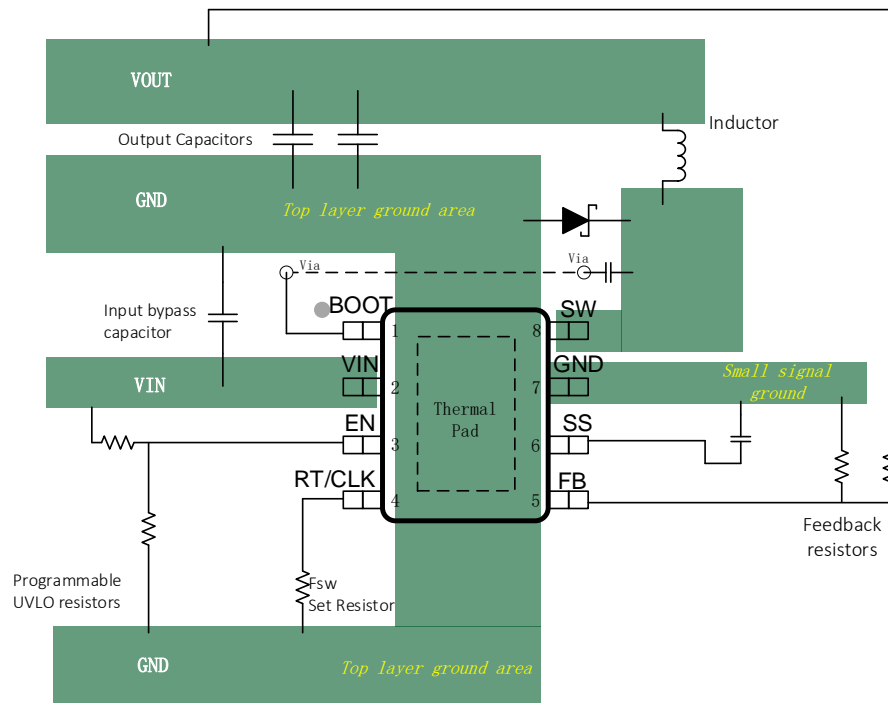 VOUT
Inductor
Output Capacitors
GND
Top layer ground area
Via
Via
BOOT
SW
1
8
Input bypass
capacitor
VIN
GND
Small signal
ground
VIN
2
7
Thermal
Pad
EN
SS
3
6
RT/CLK
FB
4
5
Feedback
resistors
Programmable
UVLO resistors
Fsw
Set Resistor
GND
Top layer ground area